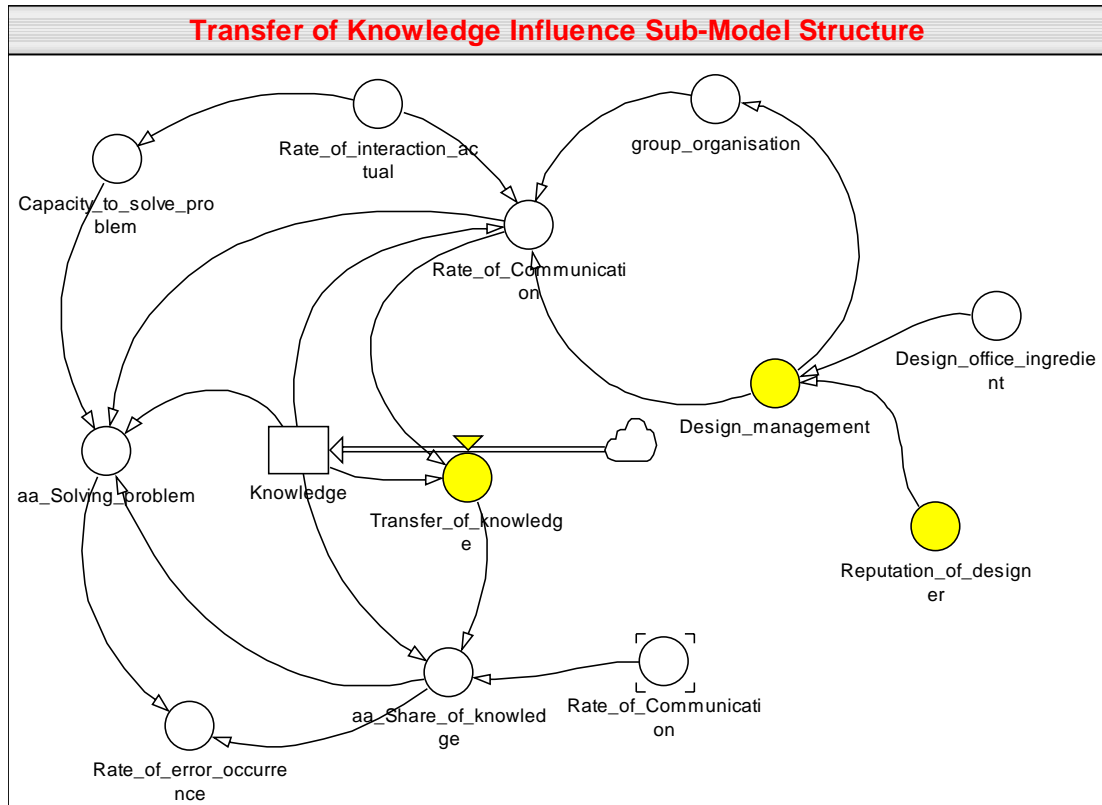 Transfer of Knowledge Influence Sub-Model Structure
Rate_of_interaction_ac
tual
group_organisation
Capacity_to_solve_pro
blem
Rate_of_Communicati
on
Design_office_ingredie
nt
Design_management
aa_Solving_problem
Knowledge
Transfer_of_knowledg
e
Reputation_of_design
er
aa_Share_of_knowled
ge
Rate_of_Communicati
on
Rate_of_error_occurre
nce